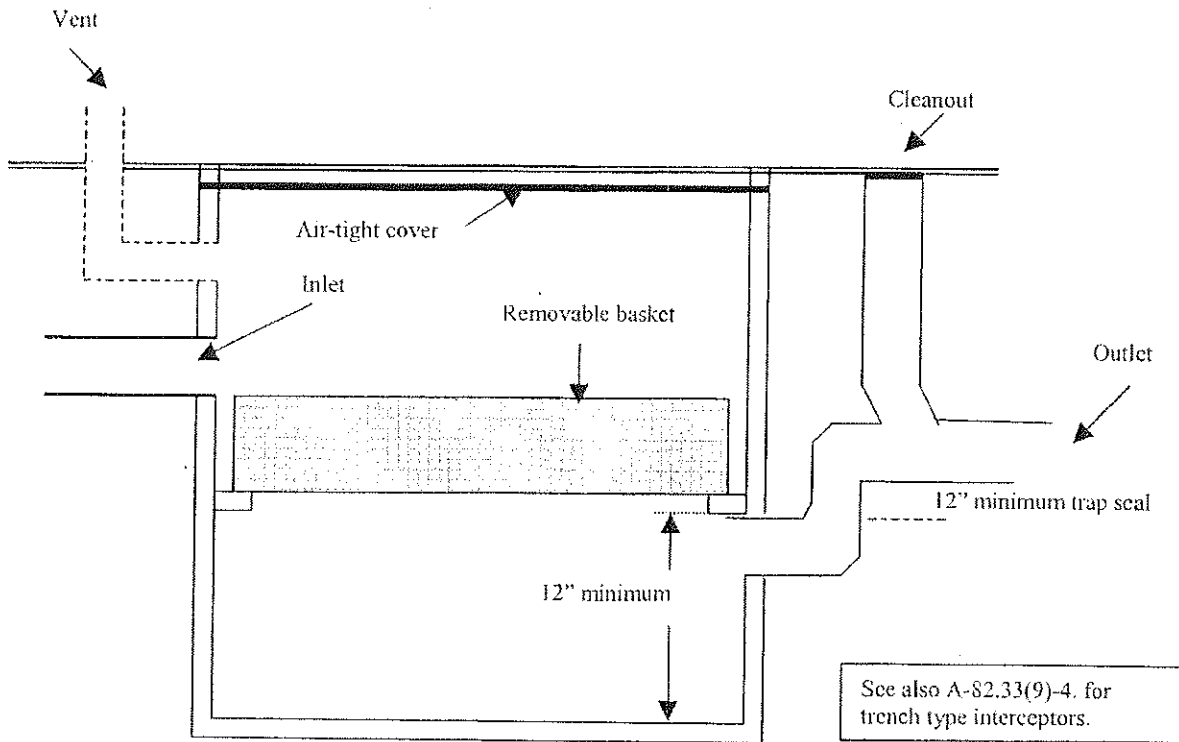 Vent
Cleanout
Air-tight cover
Inlet
Removable basket
Outlet
12” minimum trap seal
12” minimum
See also A-82.33(9)-4. for
trench type interceptors.